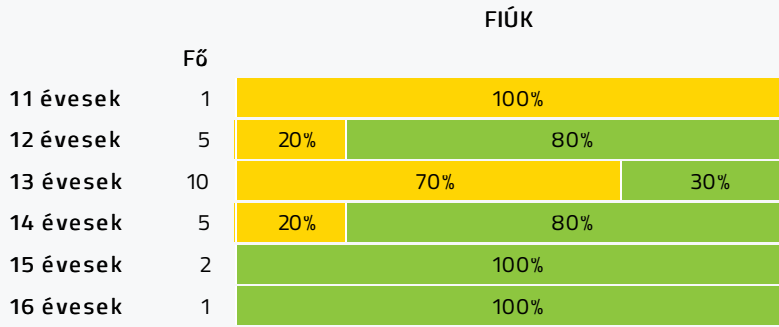 FIÚK
Fő
11 évesek 1 100%
12 évesek 5 20% 80%
13 évesek 10 70% 30%
14 évesek 5 20% 80%
15 évesek 2 100%
16 évesek 1 100%